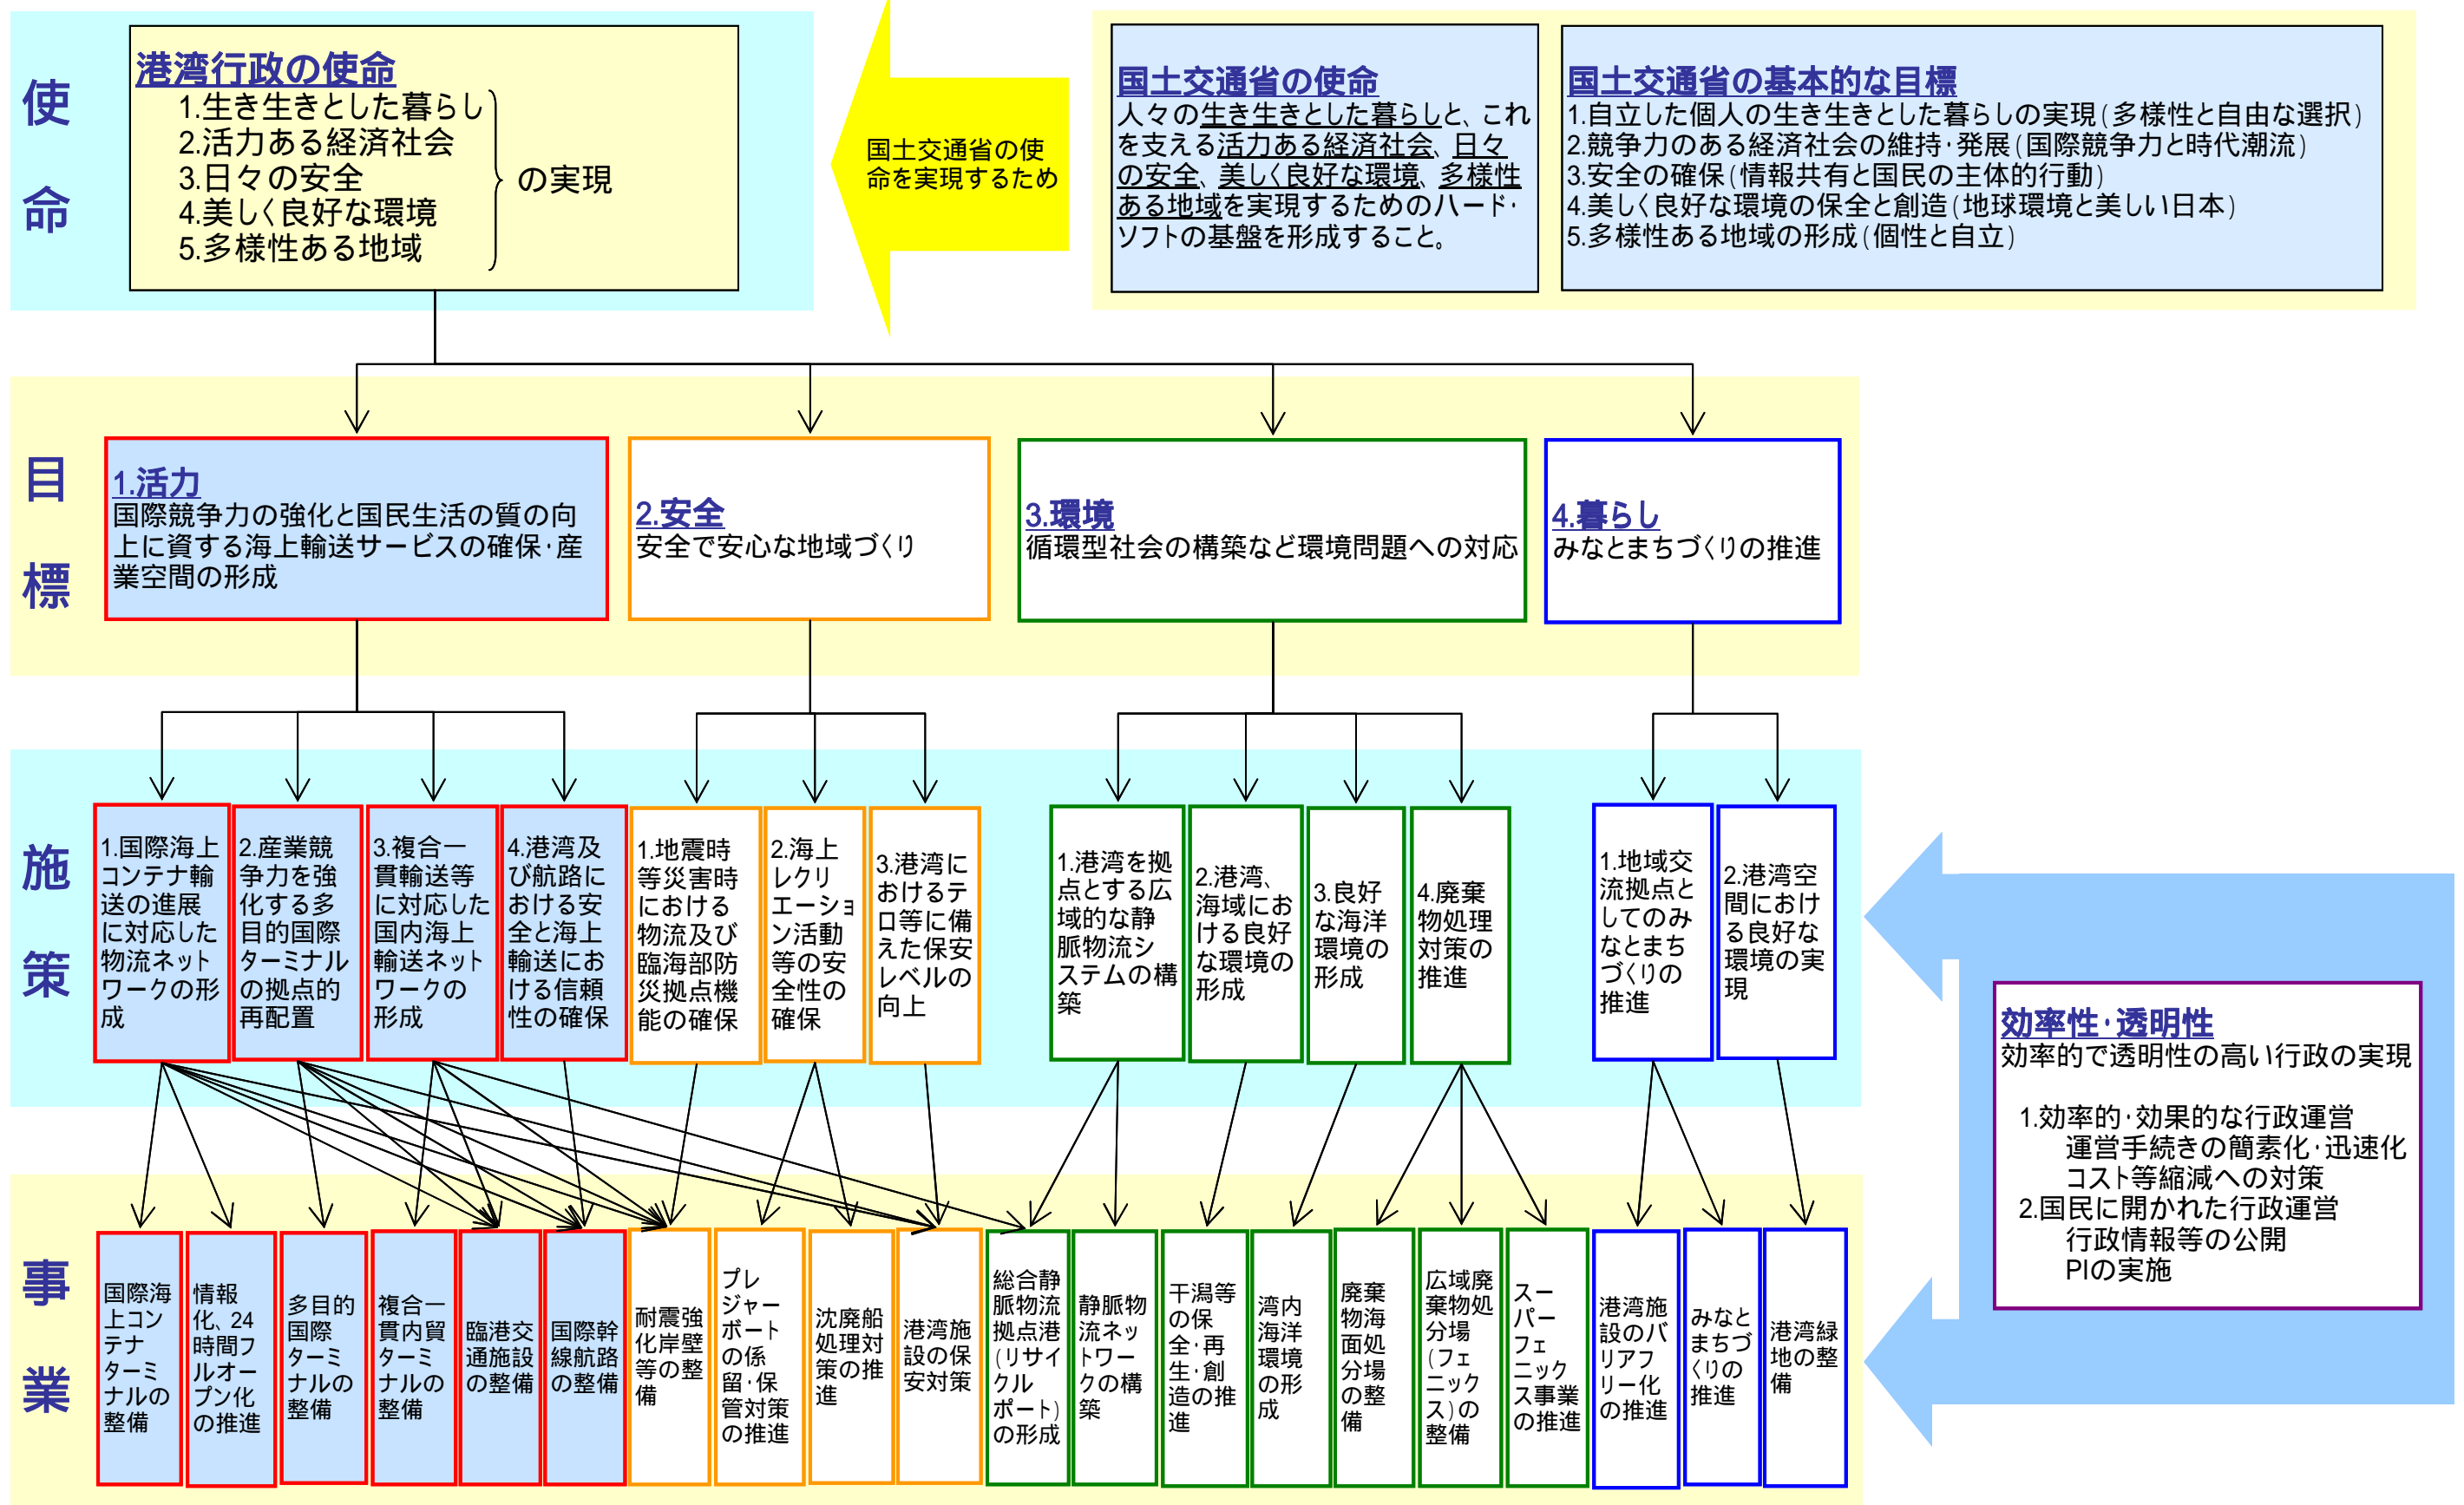 使
命
港湾行政の使命
1.生き生きとした暮らし
2.活力ある経済社会
3.日々の安全
4.美しく良好な環境
5.多様性ある地域
の実現
国土交通省の使
命を実現するため
国土交通省の使命
人々の生き生きとした暮らしと、これ
を支える活力ある経済社会、日々
の安全、美しく良好な環境、多様性
ある地域を実現するためのハード・
ソフトの基盤を形成すること。
国土交通省の基本的な目標
1.自立した個人の生き生きとした暮らしの実現(多様性と自由な選択)
2.競争力のある経済社会の維持・発展(国際競争力と時代潮流)
3.安全の確保(情報共有と国民の主体的行動)
4.美しく良好な環境の保全と創造(地球環境と美しい日本)
5.多様性ある地域の形成(個性と自立)
目
標
1.活力
国際競争力の強化と国民生活の質の向
上に資する海上輸送サービスの確保・産
業空間の形成
2.安全
安全で安心な地域づくり
3.環境
循環型社会の構築など環境問題への対応
4.暮らし
みなとまちづくりの推進
施
策
1.国際海上
コンテナ輸
送の進展
に対応した
物流ネット
ワークの形
成
2.産業競
争力を強
化する多
目的国際
ターミナル
の拠点的
再配置
3.複合一
貫輸送等
に対応した
国内海上
輸送ネット
ワークの
形成
4.港湾及
び航路に
おける安
全と海上
輸送にお
ける信頼
性の確保
1.地震時
等災害時
における
物流及び
臨海部防
災拠点機
能の確保
2.海上
レクリ
エーショ
ン活動
等の安
全性の
確保
3.港湾に
おけるテ
ロ等に備
えた保安
レベルの
向上
1.港湾を拠
点とする広
域的な静
脈物流シ
ステムの構
築
2.港湾、
海域にお
ける良好
な環境の
形成
3.良好
な海洋
環境の
形成
4.廃棄
物処理
対策の
推進
1.地域交
流拠点と
してのみ
なとまち
づくりの
推進
2.港湾空
間におけ
る良好な
環境の実
現
効率性・透明性
効率的で透明性の高い行政の実現
1.効率的・効果的な行政運営
運営手続きの簡素化・迅速化
コスト等縮減への対策
2.国民に開かれた行政運営
行政情報等の公開
PIの実施
事
業
国際海
上コン
テナ
ターミ
ナルの
整備
情報
化、24
時間フ
ルオー
プン化
の推進
多目的
国際
ターミ
ナルの
整備
複合一
貫内貿
ターミ
ナルの
整備
臨港交
通施設
の整備
国際幹
線航路
の整備
耐震強
化岸壁
等の整
備
プレ
ジャー
ボート
の係
留・保
管対策
の推進
沈廃船
処理対
策の推
進
港湾施
設の保
安対策
総合静
脈物流
拠点港
(リサイ
クル
ポート)
の形成
静脈物
流ネッ
トワー
クの構
築
干潟等
の保
全・再
生・創
造の推
進
湾内
海洋
環境
の形
成
廃棄
物海
面処
分場
の整
備
広域廃
棄物処
分場
(フェ
ニック
ス)の
整備
スー
パー
フェ
ニック
ス事業
の推進
港湾施
設のバ
リアフ
リー化
の推進
みなと
まちづ
くりの
推進
港湾緑
地の整
備